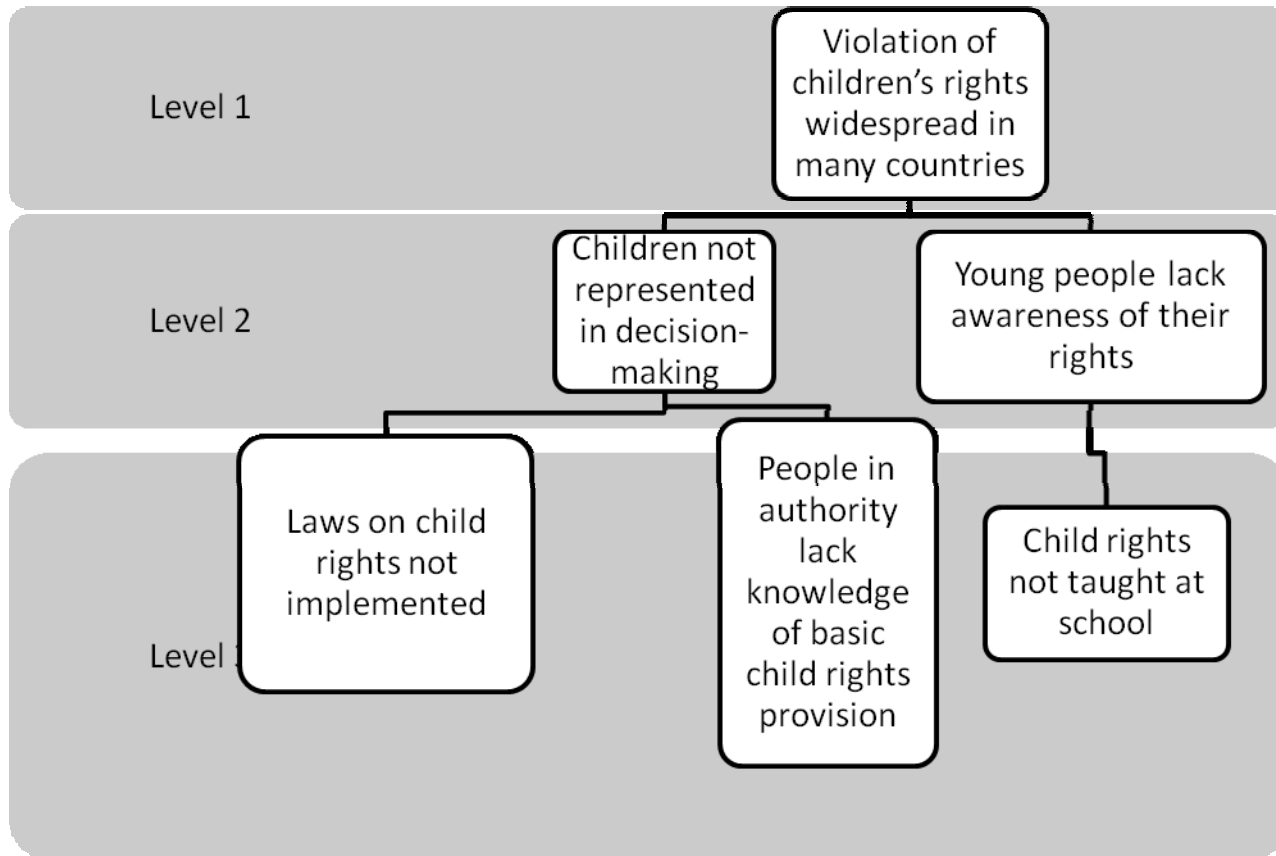 Level 1
Violation of
children’s rights
widespread in
many countries
Level 2
Children not
represented
in decision-
making
Young people lack
awareness of their
rights
Level
Laws on child
rights not
implemented
People in
authority
lack
knowledge
of basic
child rights
provision
Child rights
not taught at
school